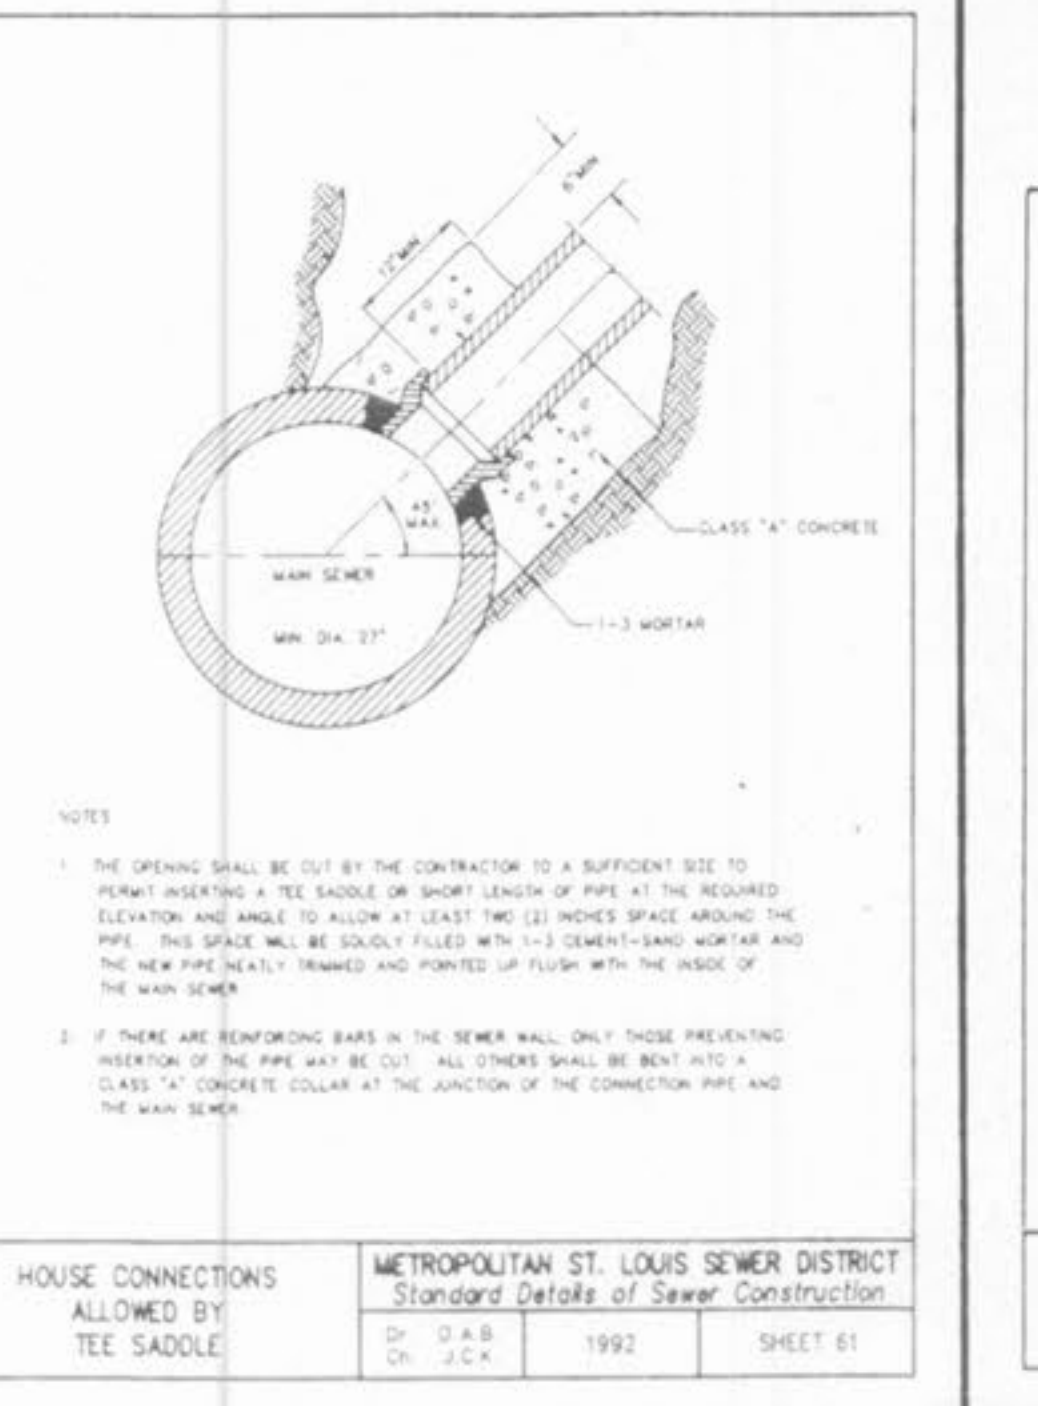 6" MIN
12" MIN
45°
MAX.
CLASS "A" CONCRETE
MAIN SEWER
1-3 MORTAR
MIN. DIA. 27"
NOTES
1. THE OPENING SHALL BE CUT BY THE CONTRACTOR TO A SUFFICIENT SIZE TO
PERMIT INSERTING A TEE SADDLE OR SHORT LENGTH OF PIPE AT THE REQUIRED
ELEVATION AND ANGLE TO ALLOW AT LEAST TWO (2) INCHES SPACE AROUND THE
PIPE. THIS SPACE WILL BE SOLIDLY FILLED WITH 1-3 CEMENT-SAND MORTAR AND
THE NEW PIPE NEATLY TRIMMED AND POINTED UP FLUSH WITH THE INSIDE OF
THE MAIN SEWER.
2. IF THERE ARE REINFORCING BARS IN THE SEWER WALL, ONLY THOSE PREVENTING
INSERTION OF THE PIPE MAY BE CUT. ALL OTHERS SHALL BE BENT INTO A
CLASS "A" CONCRETE COLLAR AT THE JUNCTION OF THE CONNECTION PIPE AND
THE MAIN SEWER.
HOUSE CONNECTIONS
ALLOWED BY
TEE SADDLE
METROPOLITAN ST. LOUIS SEWER DISTRICT
Standard Details of Sewer Construction
Dr. D.A.B.
Ch. J.C.K.
1992
SHEET 61